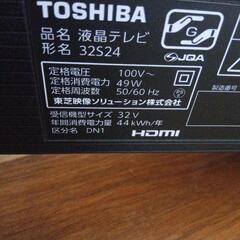 TOSHIBA
品名 液晶テレビ
形名 32S24
JQA
定格電圧 100V～
定格消費電力 49W
定格周波数 50/60 Hz
東芝映像ソリューション株式会社
製造番号
受信機型サイズ 32V
年間消費電力量 44kWh/年
区分名 DN1
HDMI